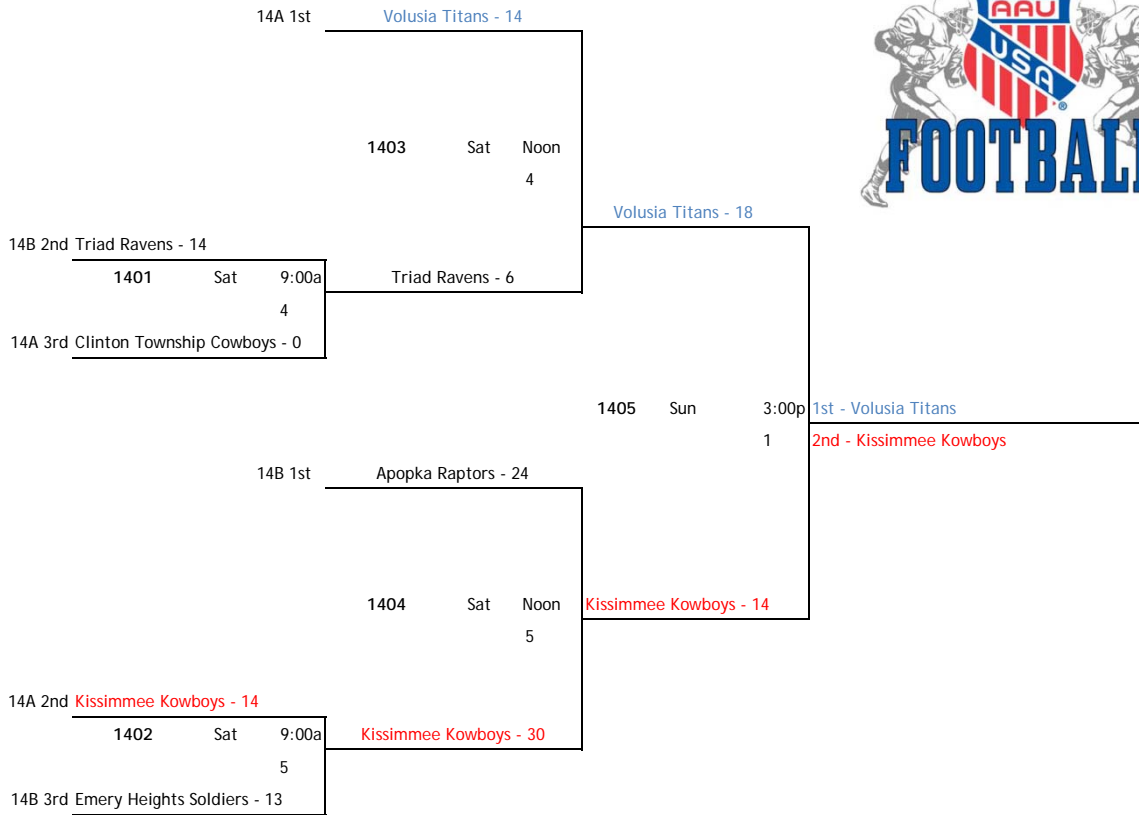 14A 1st Volusia Titans - 14
AAU
USA
®
FOOTBALL
1403 Sat Noon
4
Volusia Titans - 18
14B 2nd Triad Ravens - 14
1401 Sat 9:00a Triad Ravens - 6
4
14A 3rd Clinton Township Cowboys - 0
1405 Sun 3:00p 1st - Volusia Titans
1 2nd - Kissimmee Kowboys
14B 1st Apopka Raptors - 24
1404 Sat Noon Kissimmee Kowboys - 14
5
14A 2nd Kissimmee Kowboys - 14
1402 Sat 9:00a Kissimmee Kowboys - 30
5
14B 3rd Emery Heights Soldiers - 13